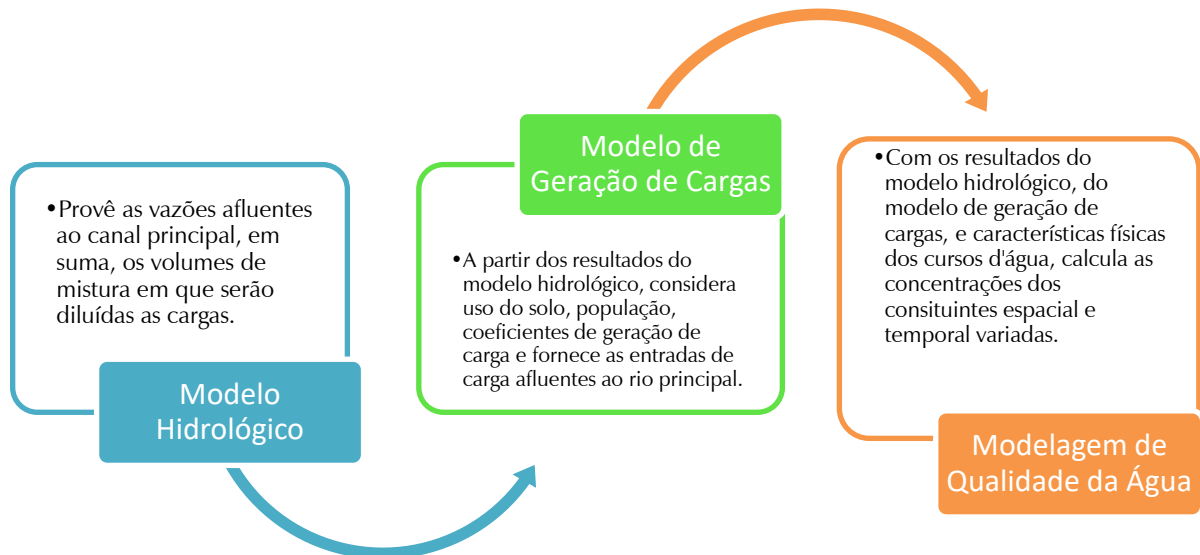 •Provê as vazões afluentes
ao canal principal, em
suma, os volumes de
mistura em que serão
diluídas as cargas.
Modelo
Hidrológico
Modelo de
Geração de Cargas
•A partir dos resultados do
modelo hidrológico, considera
uso do solo, população,
coeficientes de geração de
carga e fornece as entradas de
carga afluentes ao rio principal.
•Com os resultados do
modelo hidrológico, do
modelo de geração de
cargas, e características físicas
dos cursos d'água, calcula as
concentrações dos
consituintes espacial e
temporal variadas.
Modelagem de
Qualidade da Água